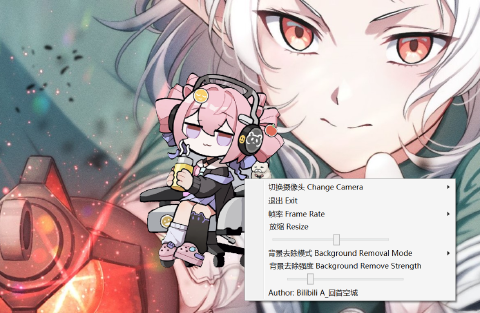 切换摄像头 Change Camera
退出 Exit
帧率 Frame Rate
放缩 Resize
背景去除模式 Background Removal Mode
背景去除强度 Background Remove Strength
Author: Bilibili A_回首空城